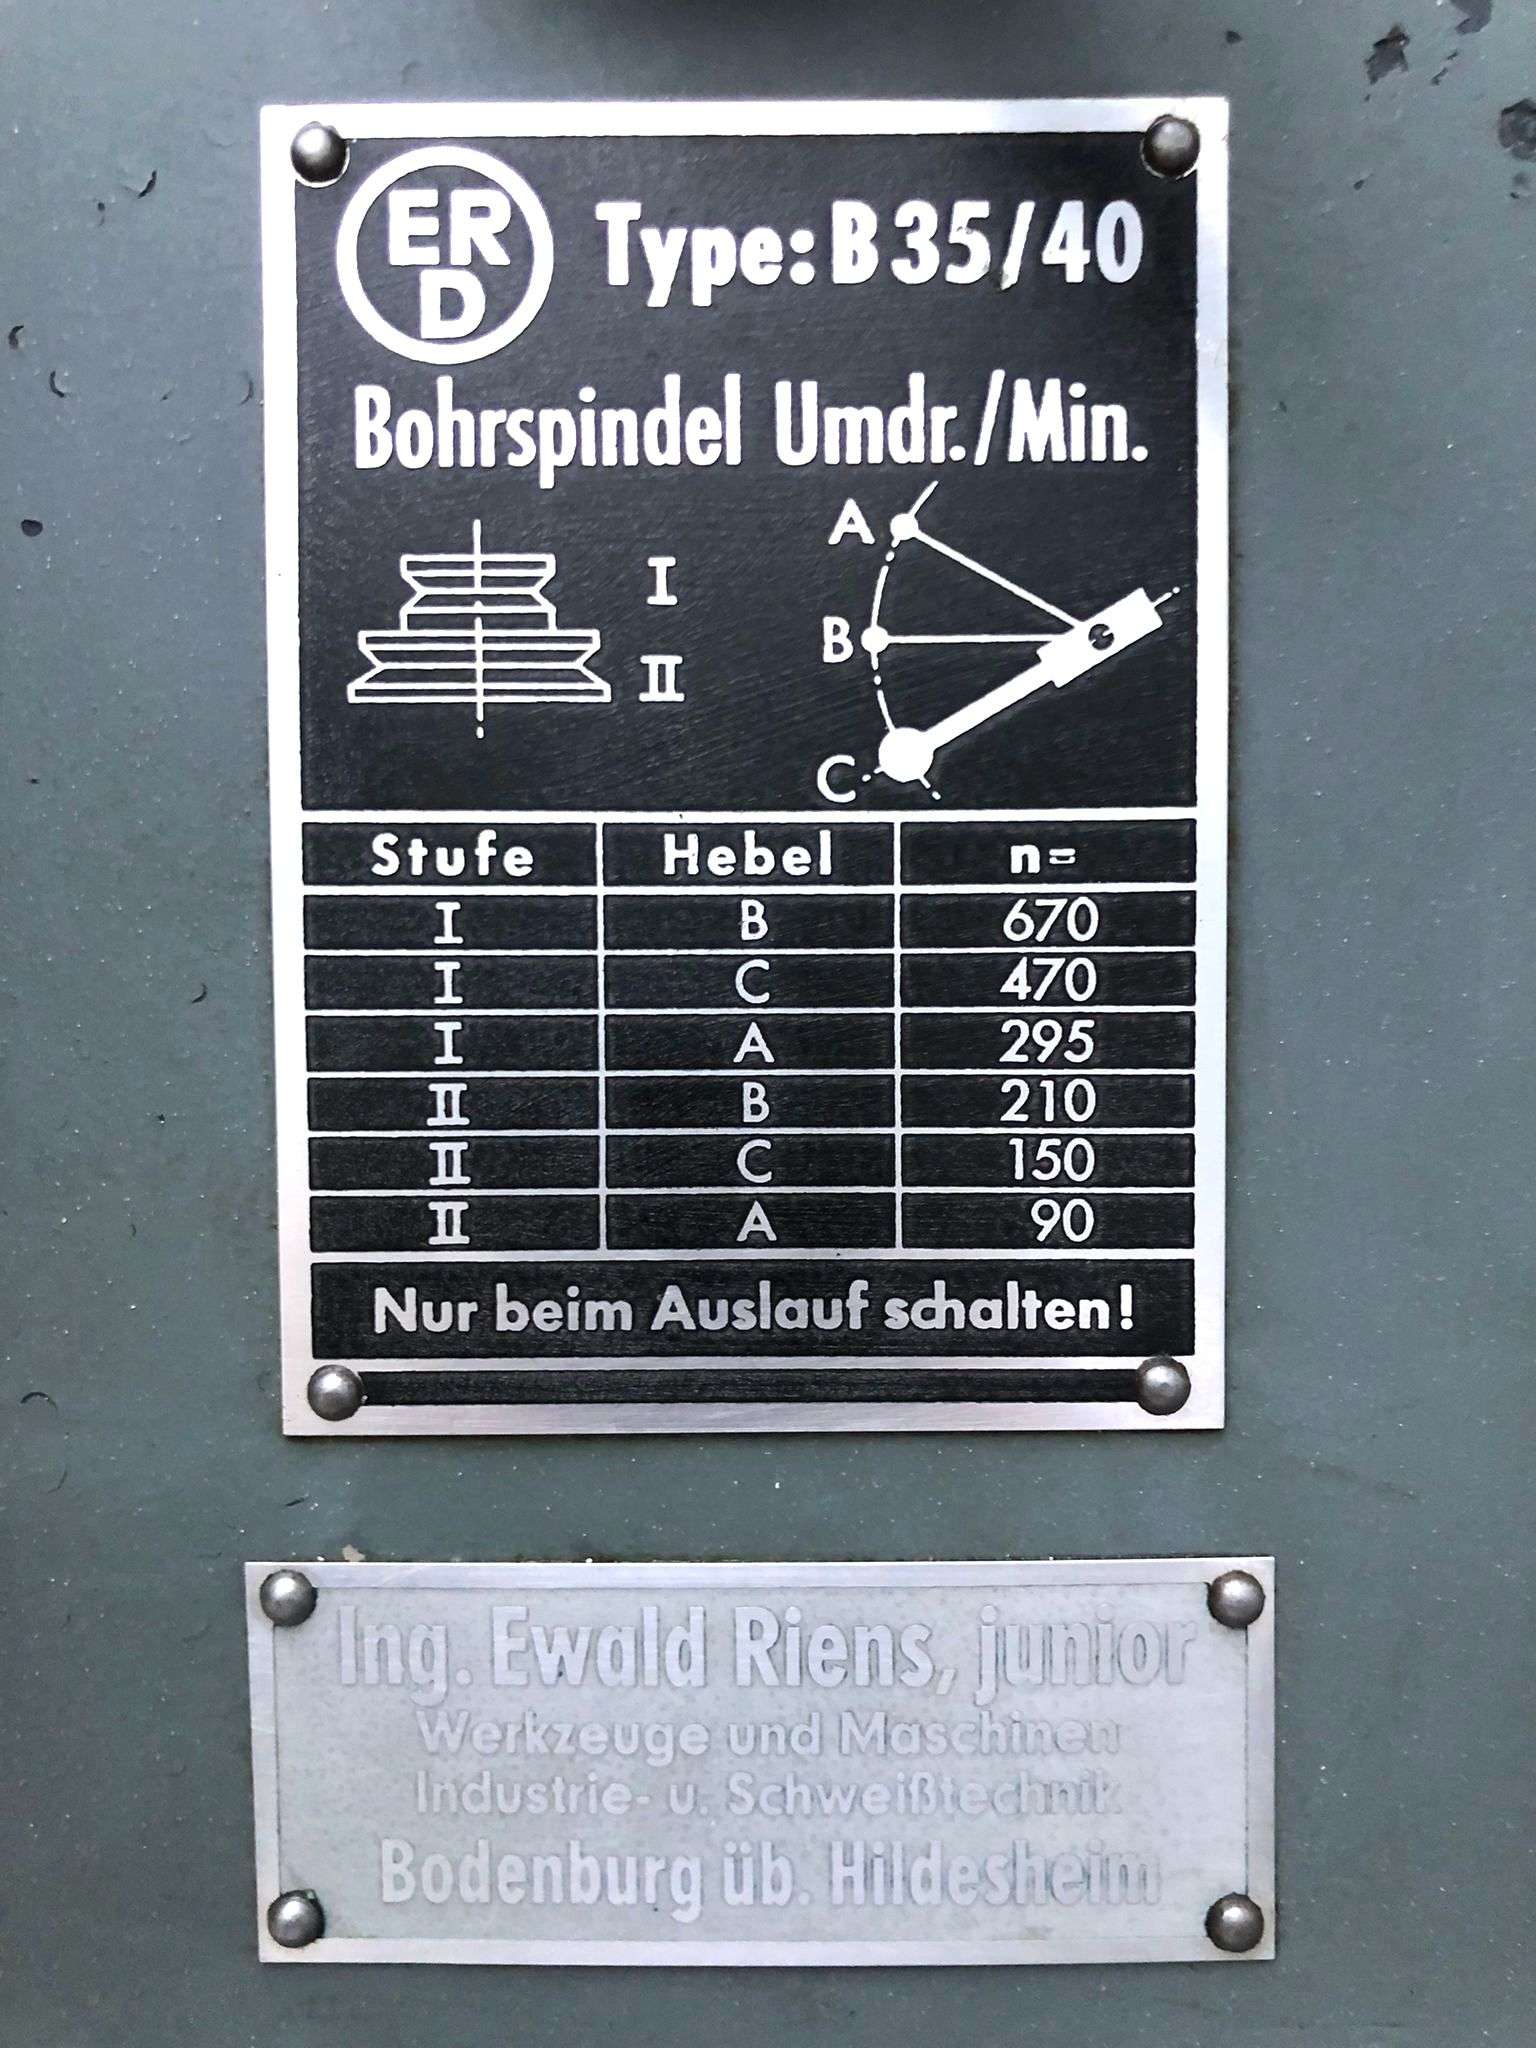 ER
D
Type: B 35/40
Bohrspindel Umdr./Min.
I
II
A
B
C
Stufe Hebel n=
I B 670
I C 470
I A 295
II B 210
II C 150
II A 90
Nur beim Auslauf schalten!
Ing. Ewald Riens, junior
Werkzeuge und Maschinen
Industrie- u. Schweißtechnik
Bodenburg üb. Hildesheim